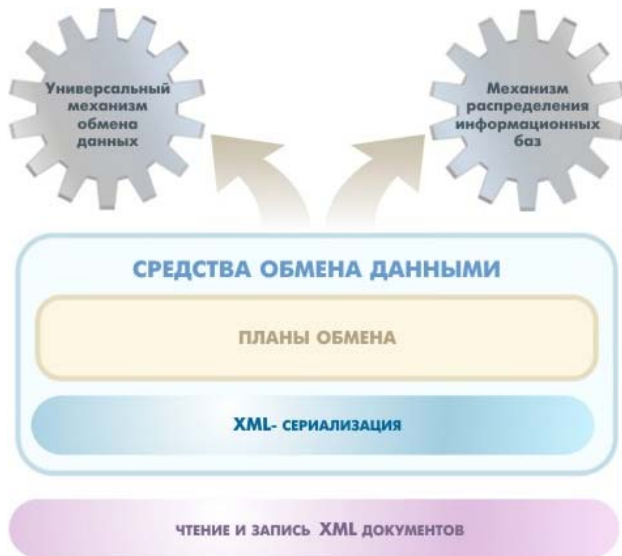 Универсальный
механизм
обмена
данных
Механизм
распределения
информационных
баз
СРЕДСТВА ОБМЕНА ДАННЫМИ
ПЛАНЫ ОБМЕНА
XML- СЕРИАЛИЗАЦИЯ
ЧТЕНИЕ И ЗАПИСЬ XML ДОКУМЕНТОВ